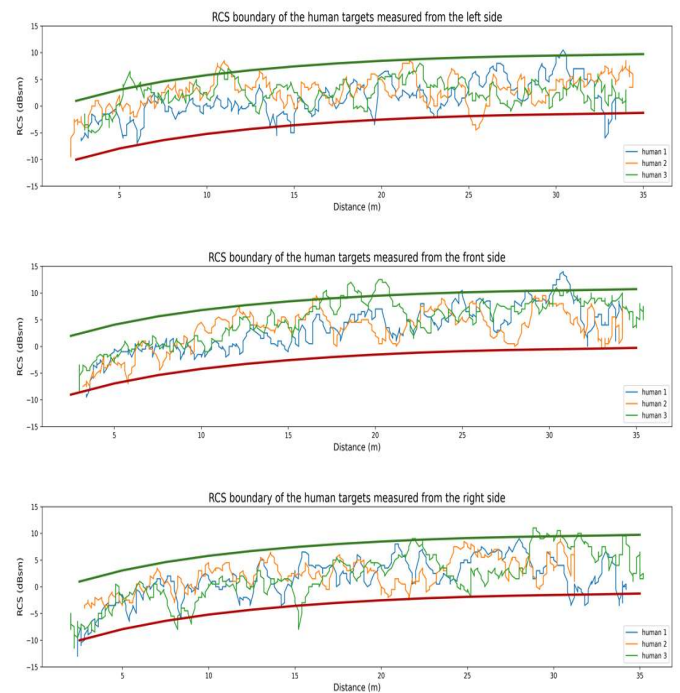 RCS boundary of the human targets measured from the left side
15
10
5
0
−5
−10
−15
RCS (dBsm)
human 1
human 2
human 3
5 10 15 20 25 30 35
Distance (m)
RCS boundary of the human targets measured from the front side
15
10
5
0
−5
−10
−15
RCS (dBsm)
human 1
human 2
human 3
5 10 15 20 25 30 35
Distance (m)
RCS boundary of the human targets measured from the right side
15
10
5
0
−5
−10
−15
RCS (dBsm)
human 1
human 2
human 3
5 10 15 20 25 30 35
Distance (m)